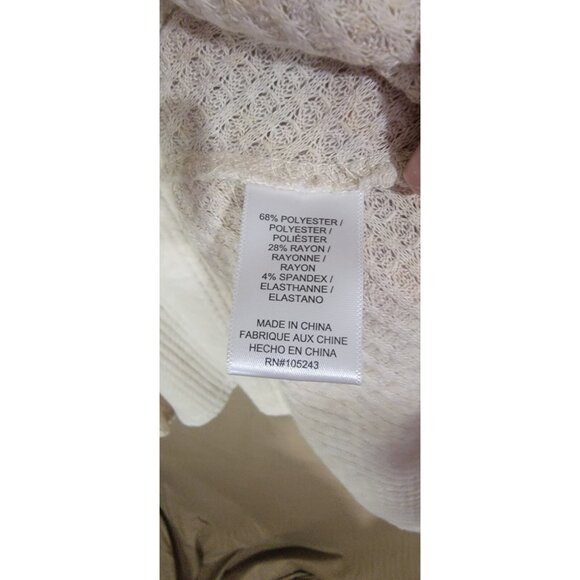 68% POLYESTER /
POLYESTER /
POLIÉSTER
28% RAYON /
RAYONNE /
RAYON
4% SPANDEX /
ELASTHANNE /
ELASTANO
MADE IN CHINA
FABRIQUE AUX CHINE
HECHO EN CHINA
RN#105243